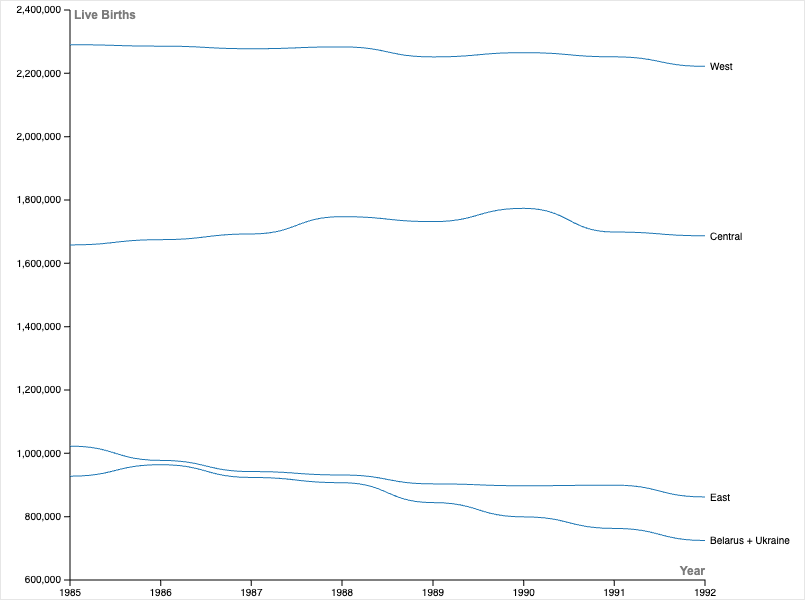 2,400,000
Live Births
2,200,000
West
2,000,000
1,800,000
Central
1,600,000
1,400,000
1,200,000
1,000,000
East
800,000
Belarus + Ukraine
Year
600,000
1985 1986 1987 1988 1989 1990 1991 1992